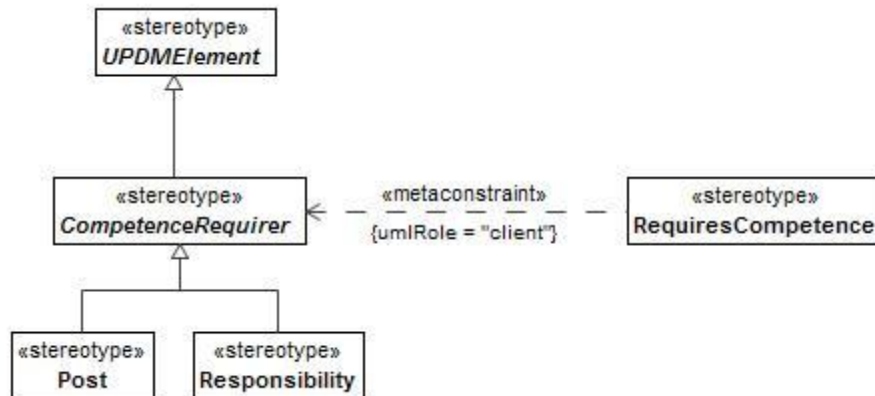 «stereotype»
UPDMElement
«stereotype»
CompetenceRequirer
«metaconstraint»
{umlRole = "client"}
«stereotype»
RequiresCompetence
«stereotype»
Post
«stereotype»
Responsibility